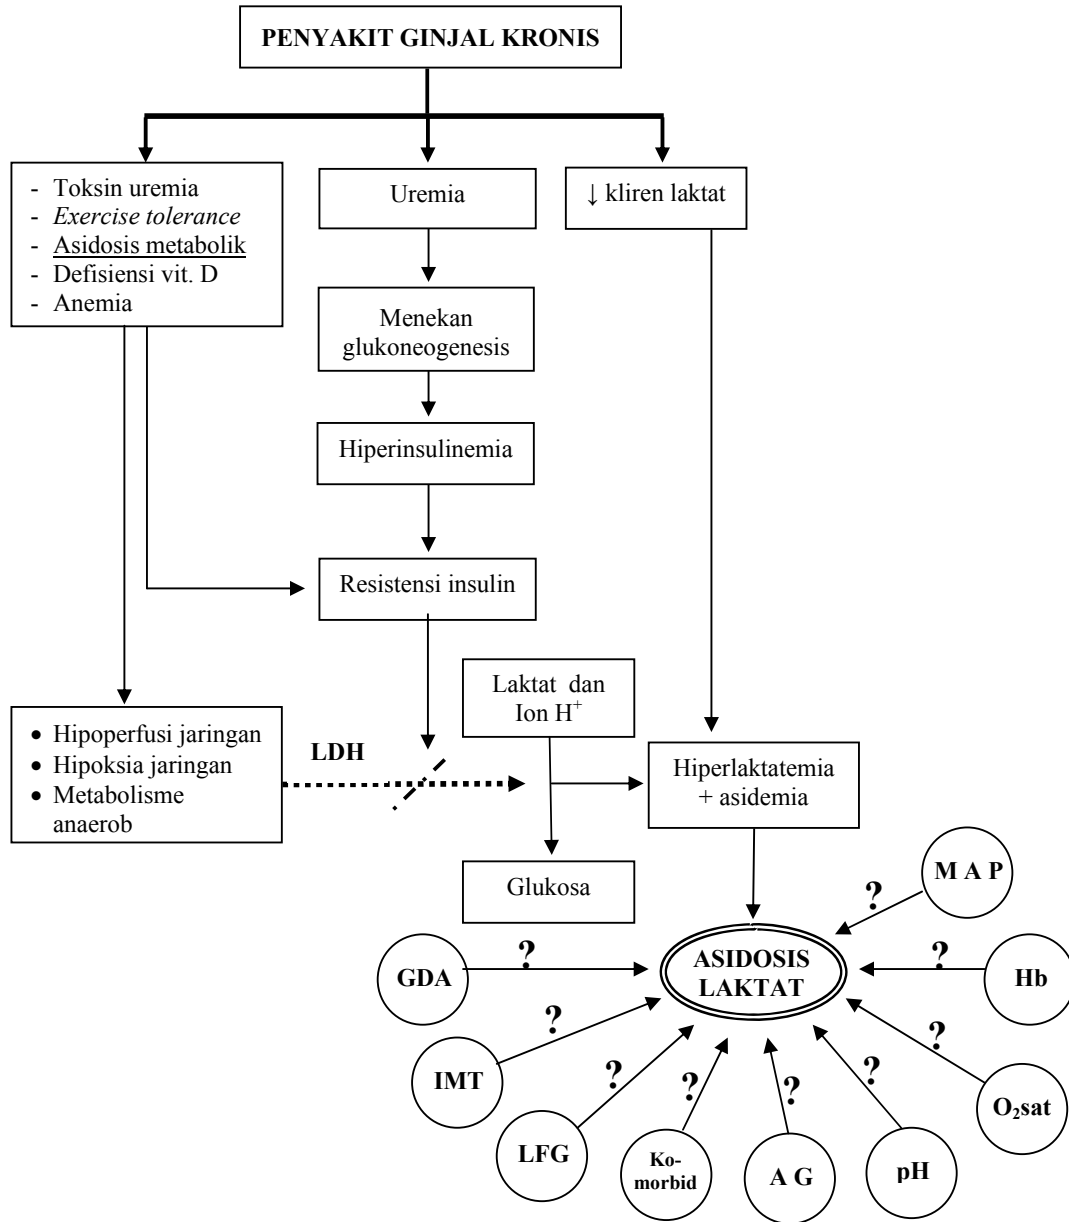 PENYAKIT GINJAL KRONIS
- Toksin uremia
- Exercise tolerance
- Asidosis metabolik
- Defisiensi vit. D
- Anemia
Uremia
↓ kliren laktat
Menekan
glukoneogenesis
Hiperinsulinemia
Resistensi insulin
Laktat dan
Ion H⁺
• Hipoperfusi jaringan
• Hipoksia jaringan
• Metabolisme
anaerob
LDH
Hiperlaktatemia
+ asidemia
Glukosa
ASIDOSIS
LAKTAT
M A P
?
Hb
?
O₂sat
?
pH
?
A G
?
Ko-
morbid
?
LFG
?
IMT
?
GDA
?